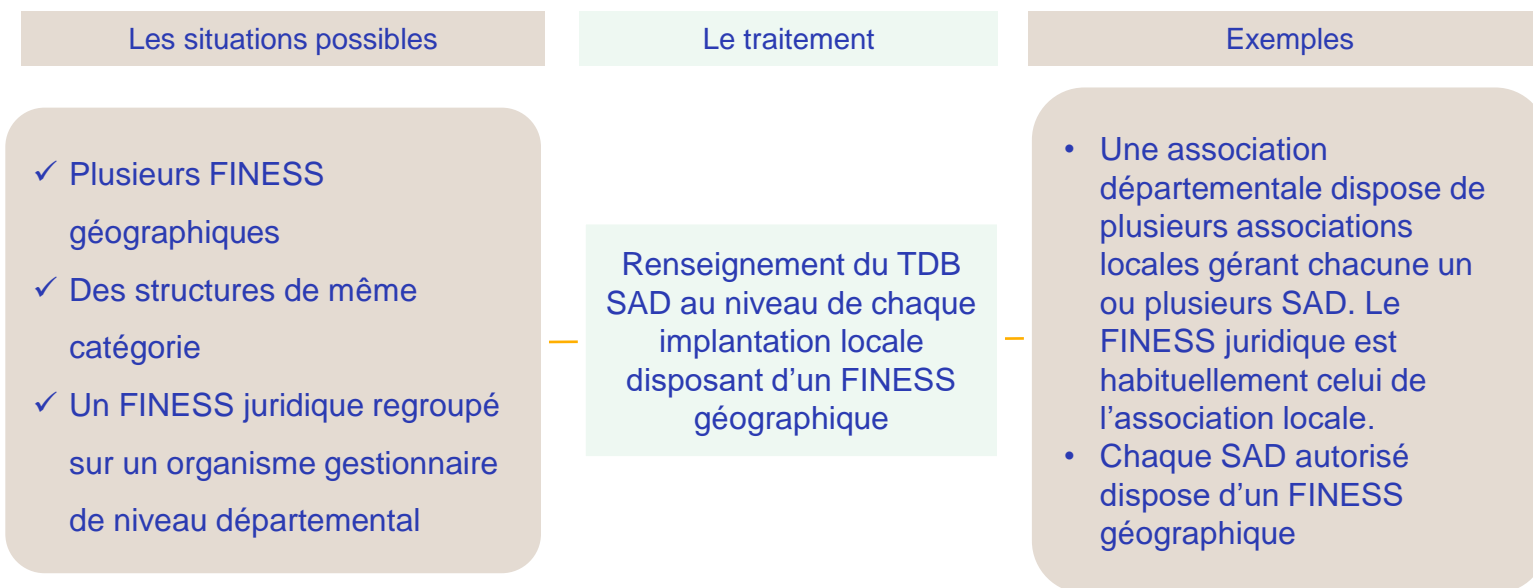 Les situations possibles
Le traitement
Exemples
✓ Plusieurs FINESS
géographiques
✓ Des structures de même
catégorie
✓ Un FINESS juridique regroupé
sur un organisme gestionnaire
de niveau départemental
Renseignement du TDB
SAD au niveau de chaque
implantation locale
disposant d’un FINESS
géographique
• Une association
départementale dispose de
plusieurs associations
locales gérant chacune un
ou plusieurs SAD. Le
FINESS juridique est
habituellement celui de
l’association locale.
• Chaque SAD autorisé
dispose d’un FINESS
géographique